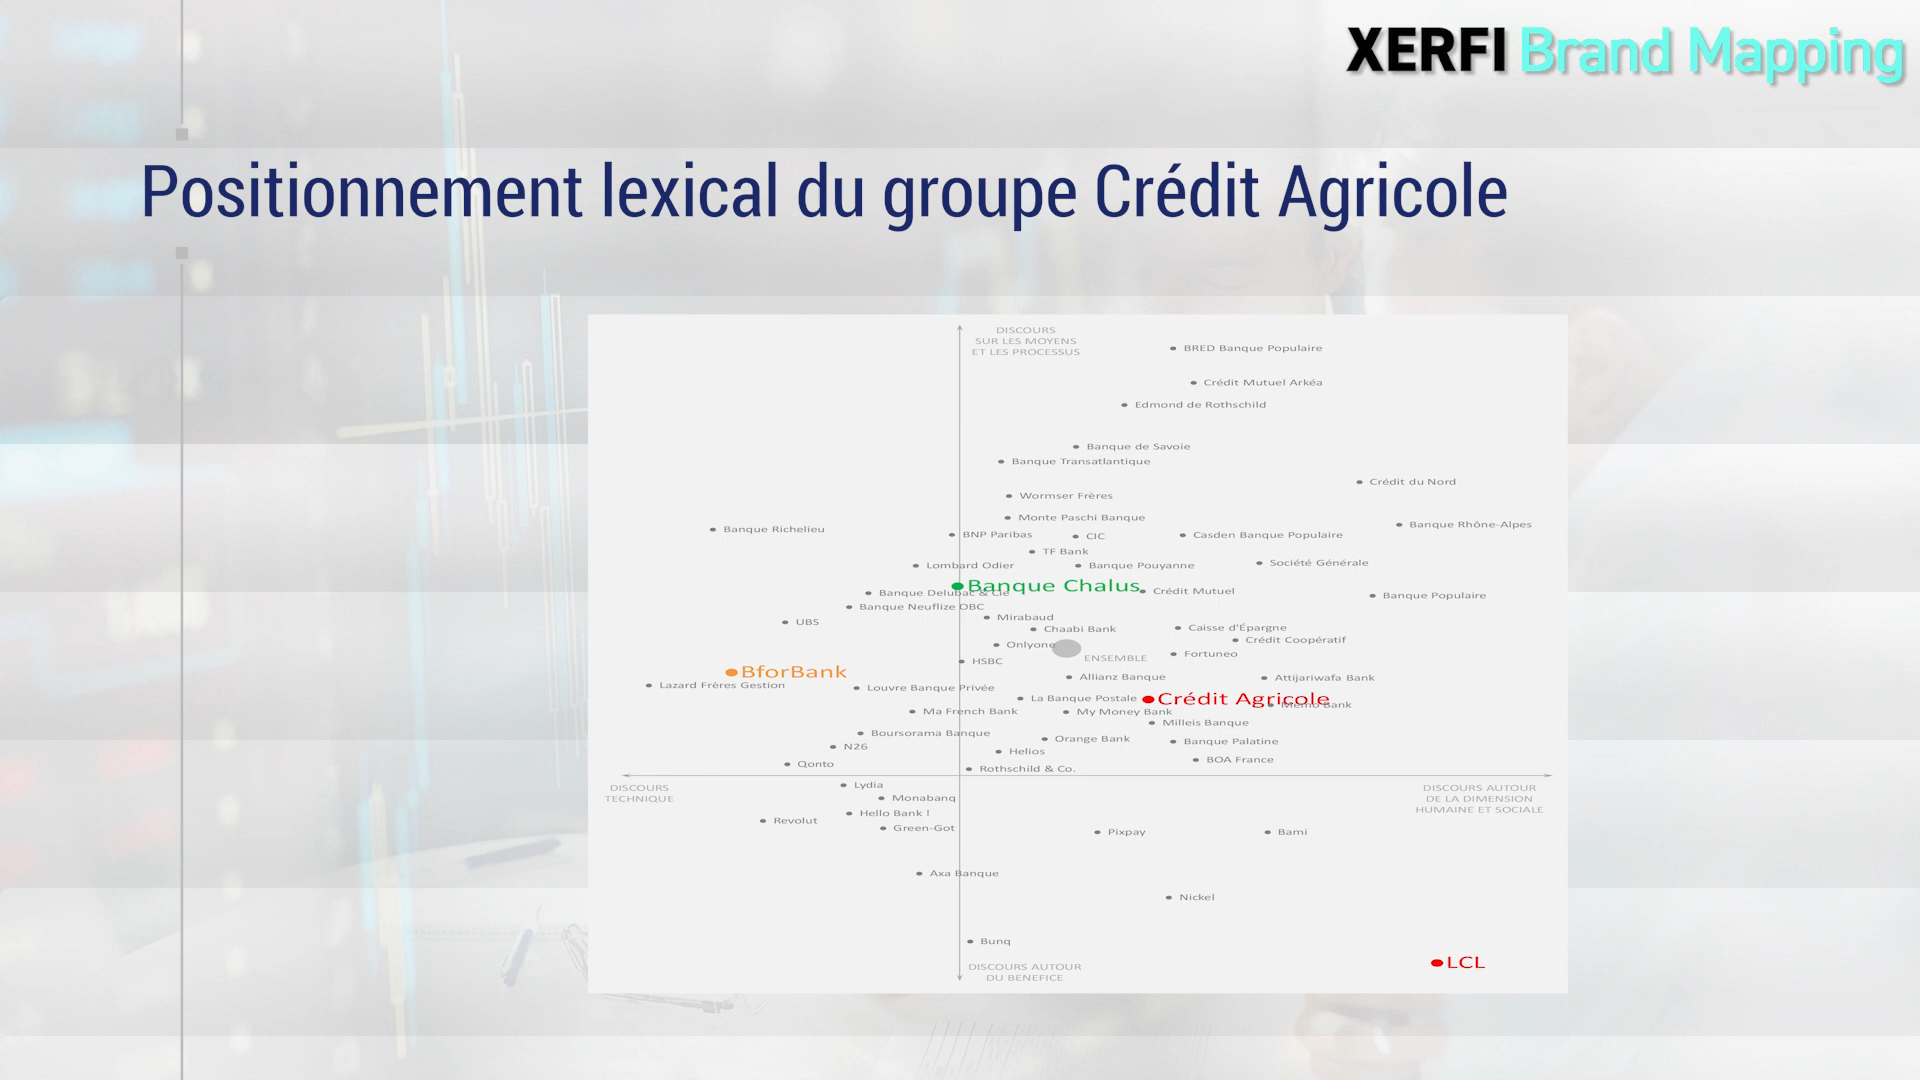 XERFI Brand Mapping
Positionnement lexical du groupe Crédit Agricole
DISCOURS
SUR LES MOYENS
ET LES PROCESSUS
BRED Banque Populaire
Crédit Mutuel Arkéa
Edmond de Rothschild
Banque de Savoie
Banque Transatlantique
Crédit du Nord
Wormser Frères
Monte Paschi Banque
Banque Rhône-Alpes
Banque Richelieu
BNP Paribas
CIC
Casden Banque Populaire
TF Bank
Lombard Odier
Banque Pouyanne
Société Générale
Banque Chalus
Banque Delubac & Cie
Crédit Mutuel
Banque Populaire
Banque Neuflize OBC
Mirabaud
UBS
Chaabi Bank
Caisse d'Épargne
Crédit Coopératif
Onlyone
Fortuneo
ENSEMBLE
HSBC
BforBank
Allianz Banque
Attijariwafa Bank
Lazard Frères Gestion
Louvre Banque Privée
La Banque Postale
Crédit Agricole
Memo Bank
Ma French Bank
My Money Bank
Milleis Banque
Boursorama Banque
Orange Bank
Banque Palatine
N26
Helios
BOA France
Qonto
Rothschild & Co.
DISCOURS
TECHNIQUE
Lydia
DISCOURS AUTOUR
DE LA DIMENSION
HUMAINE ET SOCIALE
Monabanq
Hello Bank !
Revolut
Green-Got
Pixpay
Bami
Axa Banque
Nickel
Bunq
LCL
DISCOURS AUTOUR
DU BENEFICE